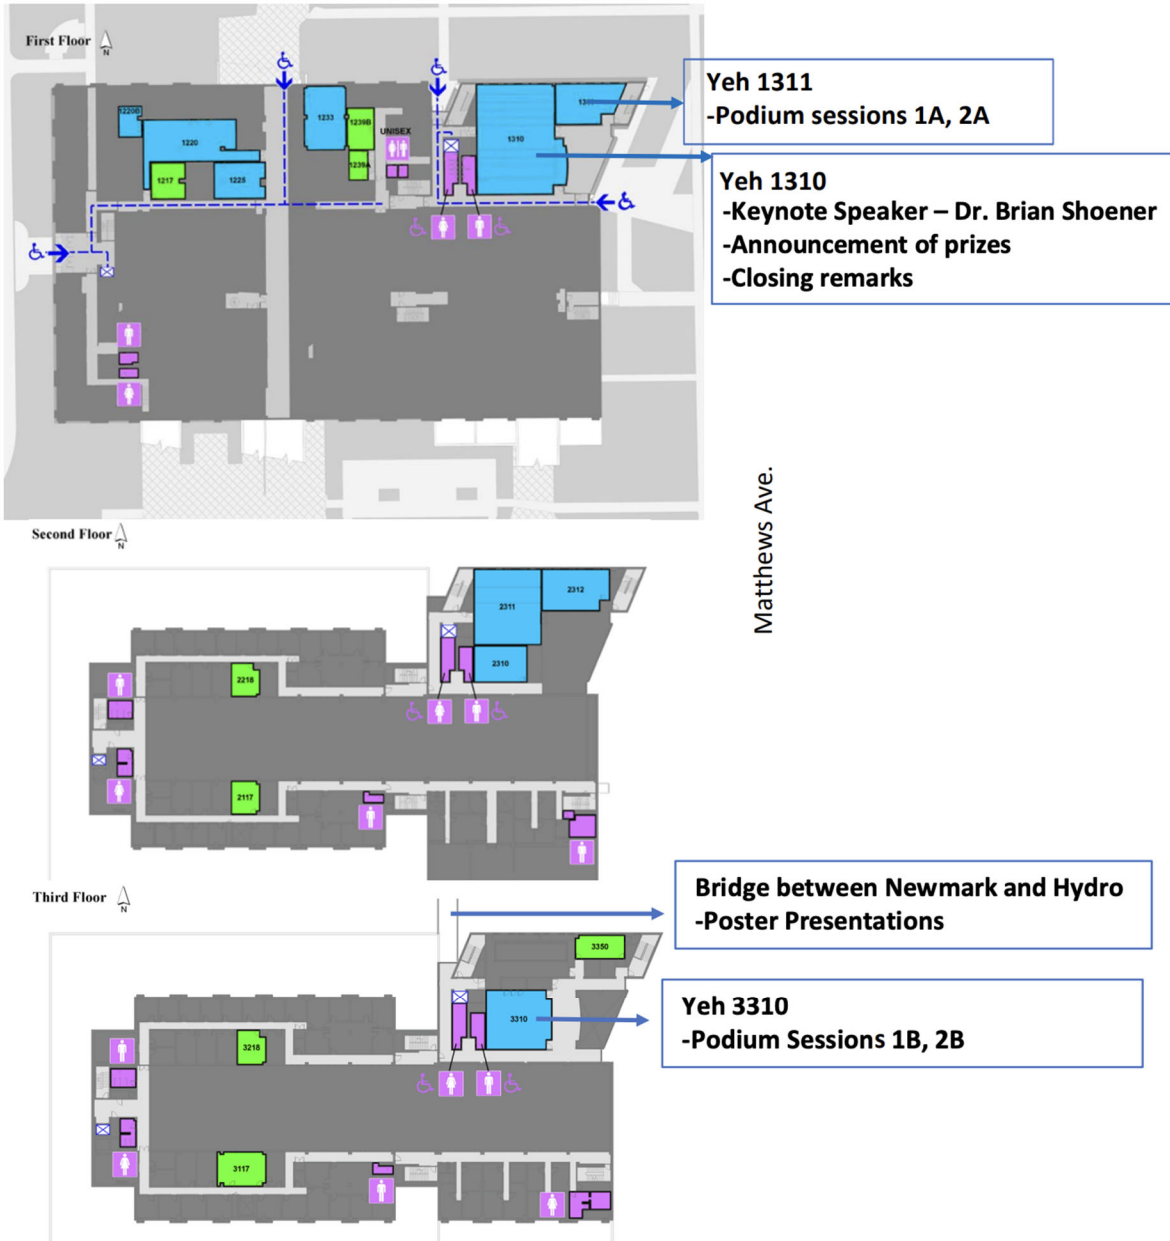 First Floor
N
1220B
1220
1217
1225
1233
1239B
1239A
UNISEX
1310
Yeh 1311
-Podium sessions 1A, 2A
Yeh 1310
-Keynote Speaker – Dr. Brian Shoener
-Announcement of prizes
-Closing remarks
Matthews Ave.
Second Floor
N
2311
2312
2310
2218
2117
Third Floor
N
Bridge between Newmark and Hydro
-Poster Presentations
3350
3310
Yeh 3310
-Podium Sessions 1B, 2B
3218
3117